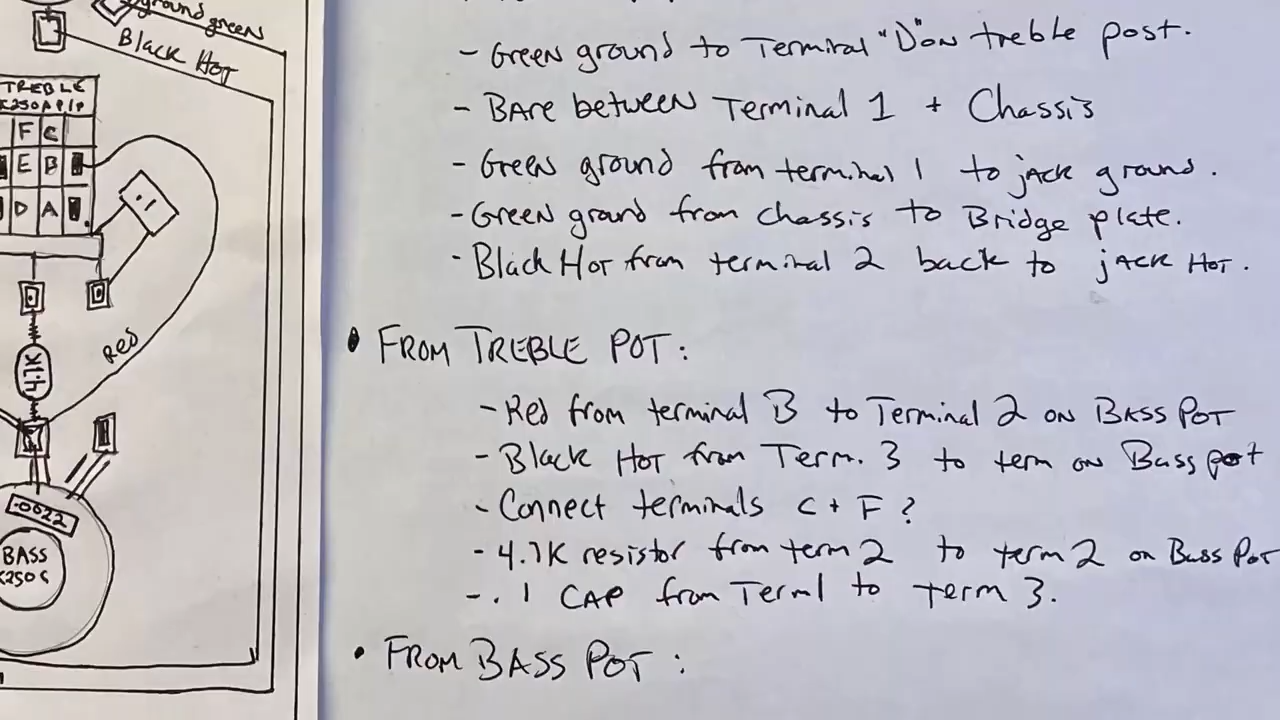 ground green
Black Hot
TREBLE
F C
E B
D A
RED
4.7K
.0022
BASS
- Green ground to Terminal "D" on treble post.
- BARE between Terminal 1 + Chassis
- Green ground from terminal 1 to jACK ground.
- Green ground from chassis to Bridge plate.
- Black Hot from terminal 2 back to jACK Hot.
• FROM TREBLE POT:
- Red from terminal B to Terminal 2 on BASS POT
- Black Hot from Term. 3 to term on Bass pot
- Connect terminals C + F?
- 4.7K resistor from term 2 to term 2 on Bass Pot
- .1 CAP from Term 1 to term 3.
• FROM BASS POT: